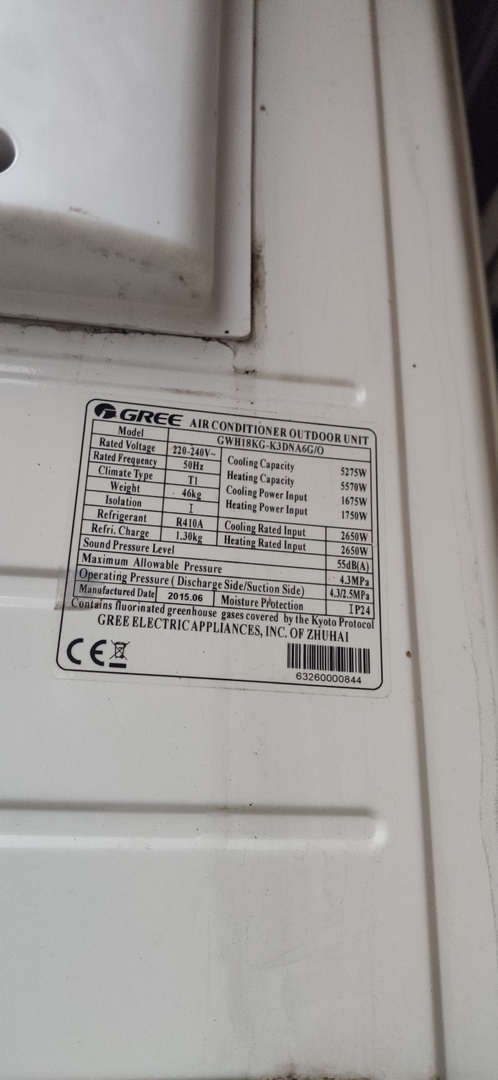 GREE AIR CONDITIONER OUTDOOR UNIT
Model GWH18KG-K3DNA6G/O
Rated Voltage 220-240V~ Cooling Capacity 5275W
Rated Frequency 50Hz Heating Capacity 5570W
Climate Type T1 Cooling Power Input 1675W
Weight 46kg Heating Power Input 1750W
Isolation I
Refrigerant R410A Cooling Rated Input 2650W
Refri. Charge 1.30kg Heating Rated Input 2650W
Sound Pressure Level 55dB(A)
Maximum Allowable Pressure 4.3MPa
Operating Pressure (Discharge Side/Suction Side) 4.3/2.5MPa
Manufactured Date 2015.06 Moisture Protection IP24
Contains fluorinated greenhouse gases covered by the Kyoto Protocol
GREE ELECTRIC APPLIANCES, INC. OF ZHUHAI
CE
63260000844